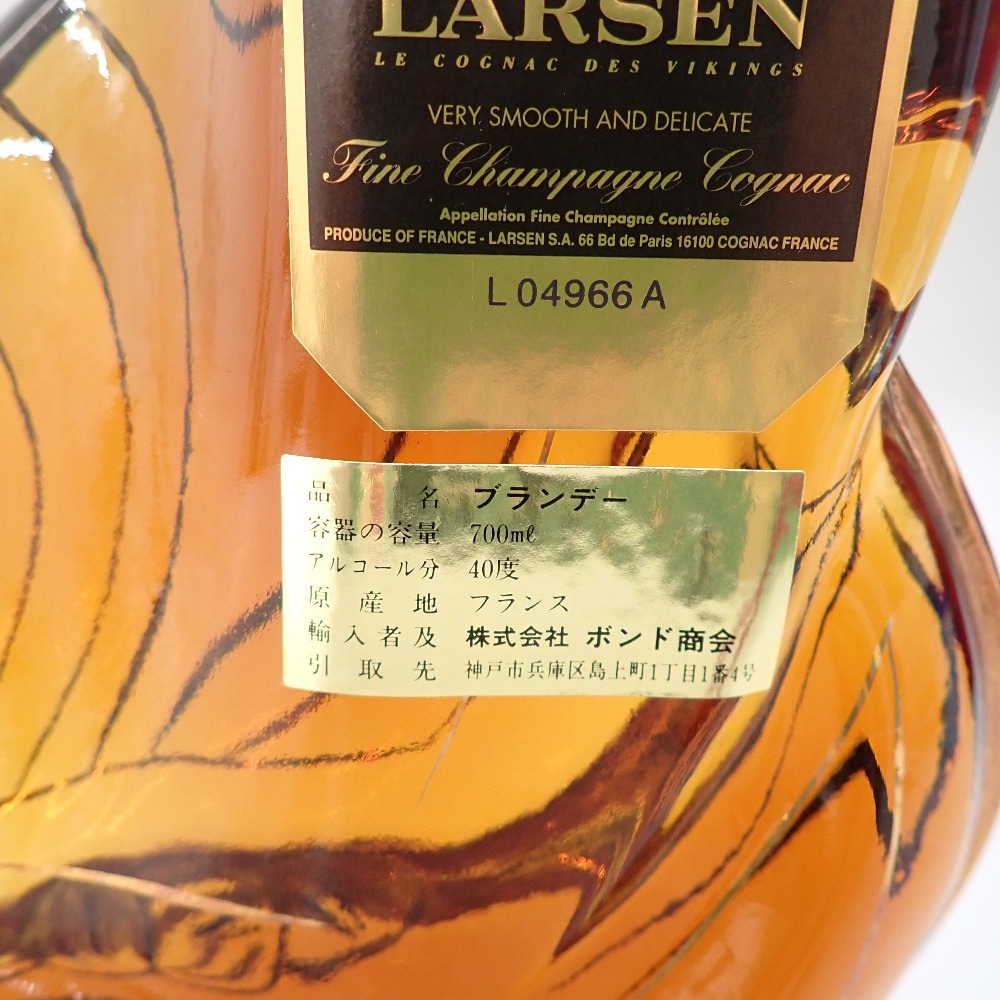 LARSEN
LE COGNAC DES VIKINGS
VERY SMOOTH AND DELICATE
Fine Champagne Cognac
Appellation Fine Champagne Contrôlée
PRODUCE OF FRANCE - LARSEN S.A. 66 Bd de Paris 16100 COGNAC FRANCE
L 04966 A
品名 ブランデー
容器の容量 700ml
アルコール分 40度
原産地 フランス
輸入者及 株式会社 ボンド商会
引取先 神戸市兵庫区島上町1丁目1番4号